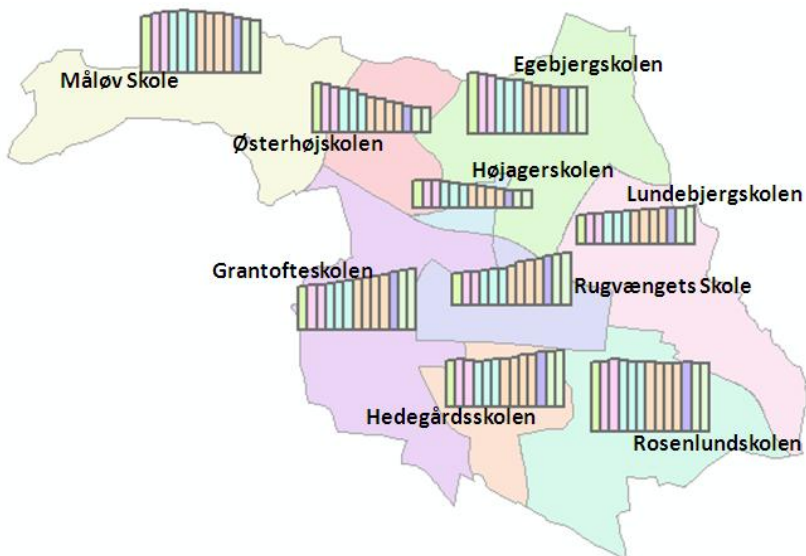 Egebjergskolen
Måløv Skole
Østerhøjskolen
Højagerskolen
Lundebjergskolen
Grantofteskolen
Rugvængets Skole
Hedegårdsskolen
Rosenlundskolen